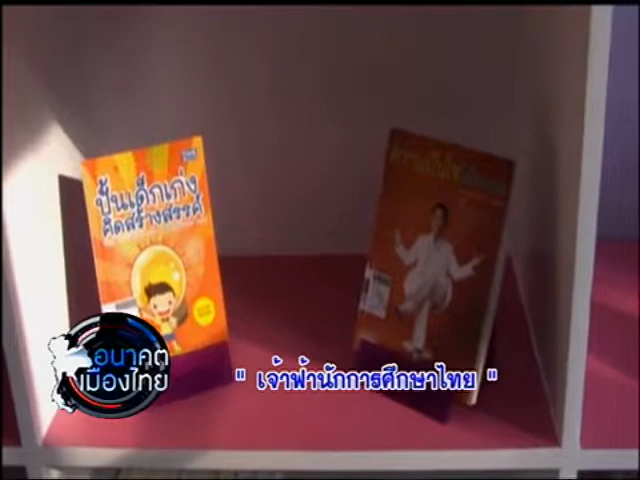 ปั้นเด็กเก่ง
คิดสร้างสรรค์
อนาคต
เมืองไทย
" เจ้าฟ้านักการศึกษาไทย "